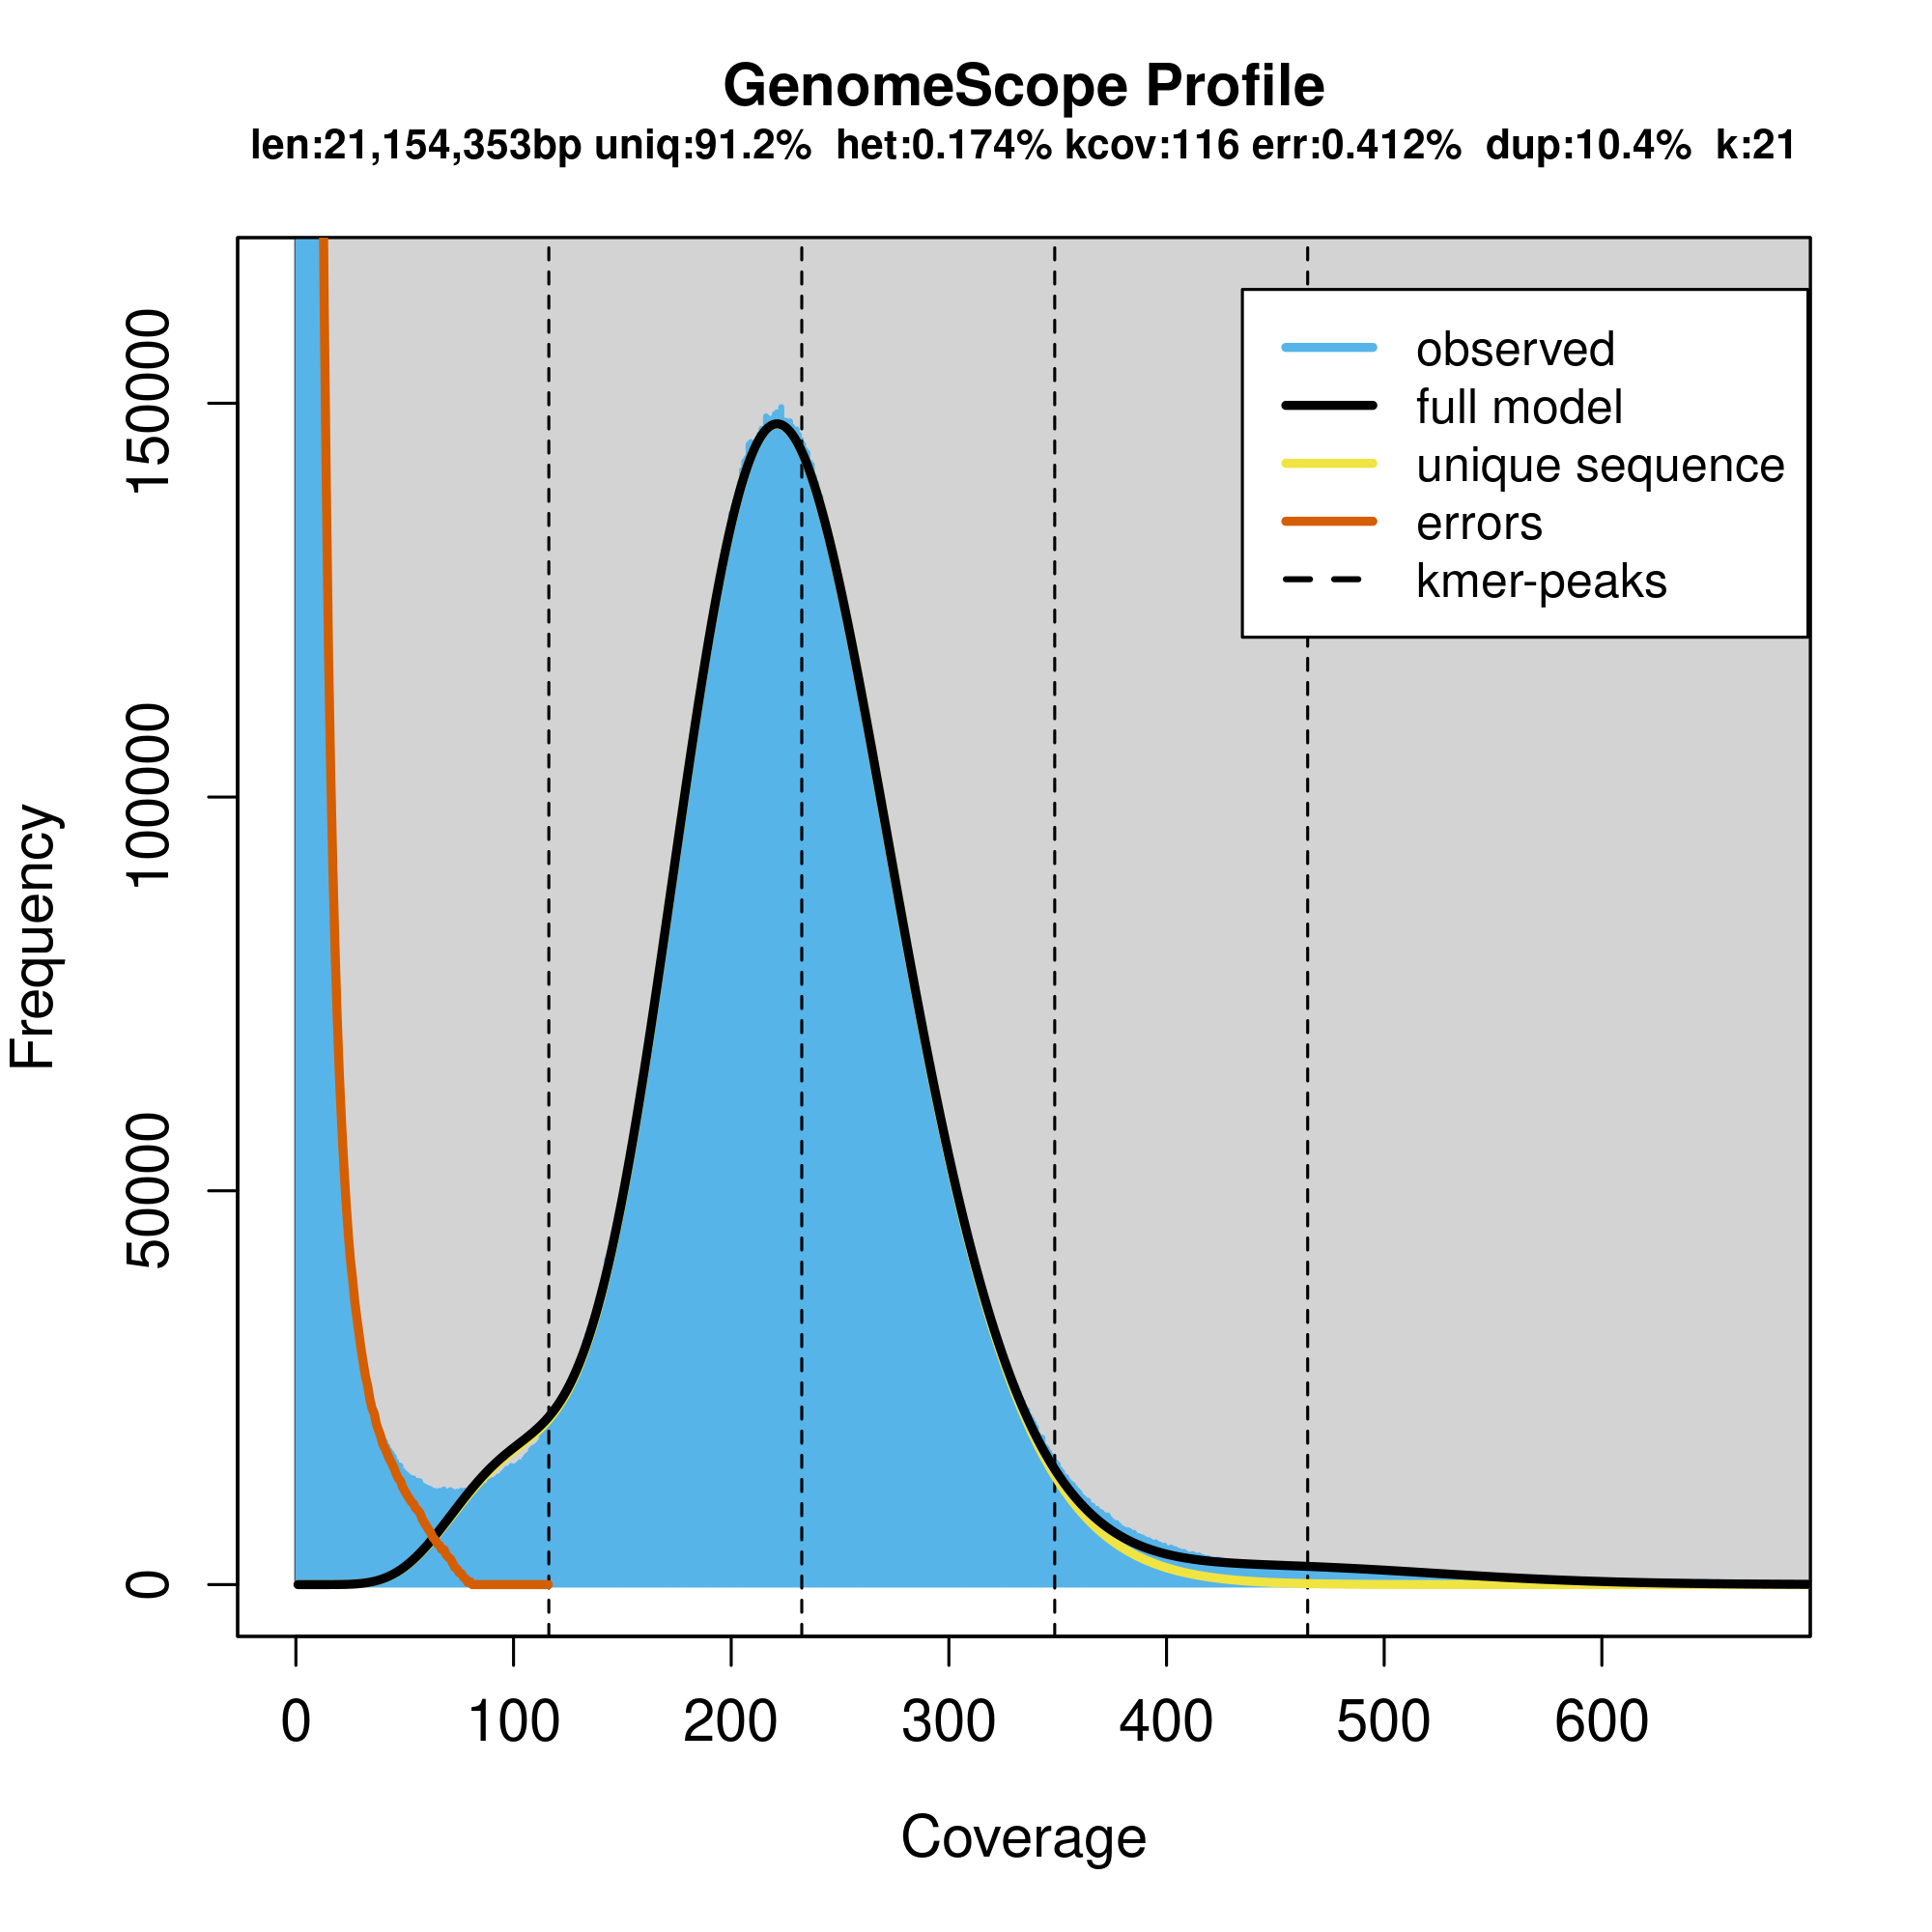 GenomeScope Profile
len:21,154,353bp uniq:91.2% het:0.174% kcov:116 err:0.412% dup:10.4% k:21
observed
full model
unique sequence
errors
kmer-peaks
Frequency
150000
100000
50000
0
0 100 200 300 400 500 600
Coverage